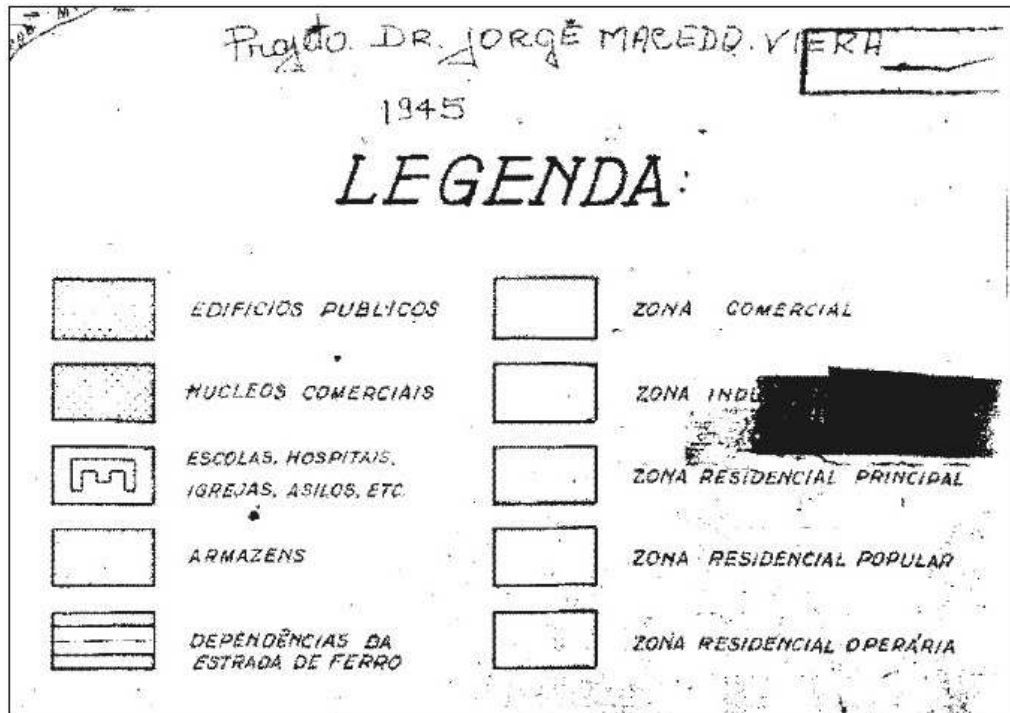 Projeto. DR. JORGE MACEDO. VIERA
1945
LEGENDA:
EDIFICIOS PUBLICOS
NUCLEOS COMERCIAIS
ESCOLAS, HOSPITAIS,
IGREJAS, ASILOS, ETC.
ARMAZENS
DEPENDÊNCIAS DA
ESTRADA DE FERRO
ZONA COMERCIAL
ZONA
ZONA RESIDENCIAL PRINCIPAL
ZONA RESIDENCIAL POPULAR
ZONA RESIDENCIAL OPERÁRIA